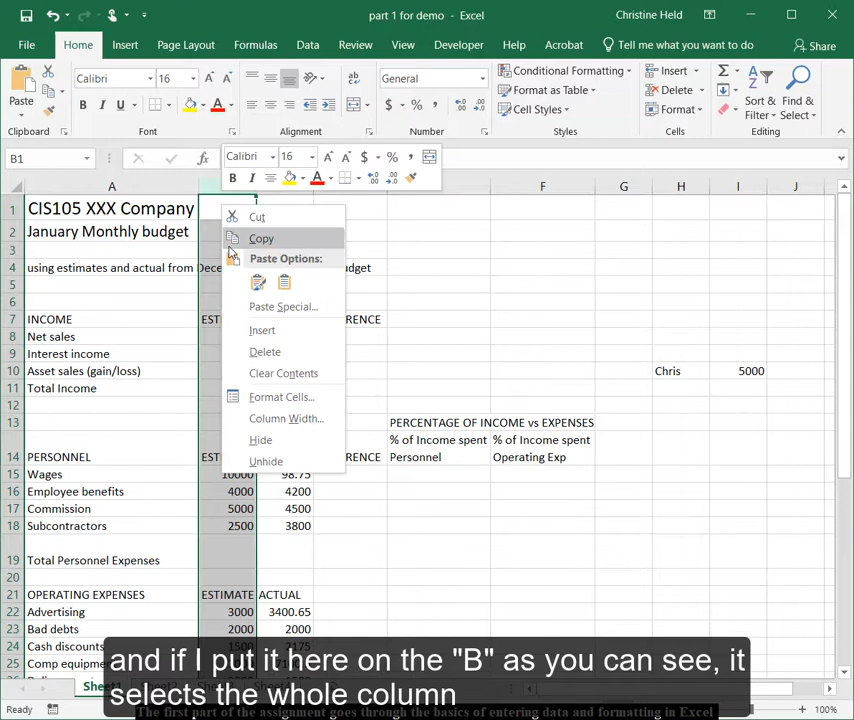 part 1 for demo - Excel
Christine Held
File Home Insert Page Layout Formulas Data Review View Developer Help Acrobat Tell me what you want to do Share
Calibri 16 A A General Conditional Formatting Insert
Paste B I U A $ % , Format as Table Delete Sort & Find &
Cell Styles Format Filter Select
Clipboard Font Alignment Number Styles Cells Editing
B1 fx
Calibri 16 A A $ % ,
B I A
A F G H I J
1 CIS105 XXX Company
2 January Monthly budget
3
4 using estimates and actual from Dece udget
5
6
7 INCOME ESTI RENCE
8 Net sales
9 Interest income
10 Asset sales (gain/loss) Chris 5000
11 Total Income
12
13 PERCENTAGE OF INCOME vs EXPENSES
% of Income spent % of Income spent
14 PERSONNEL ESTI RENCE Personnel Operating Exp
15 Wages 10000 98.75
16 Employee benefits 4000 4200
17 Commission 5000 4500
18 Subcontractors 2500 3800
19 Total Personnel Expenses
20
21 OPERATING EXPENSES ESTIMATE ACTUAL
22 Advertising 3000 3400.65
23 Bad debts 2000 2000
24 Cash discounts 2175
25 Comp equipment
Cut
Copy
Paste Options:
Paste Special...
Insert
Delete
Clear Contents
Format Cells...
Column Width...
Hide
Unhide
and if I put it here on the "B" as you can see, it
selects the whole column
Sheet1
Ready 100%
The first part of the assignment goes through the basics of entering data and formatting in Excel